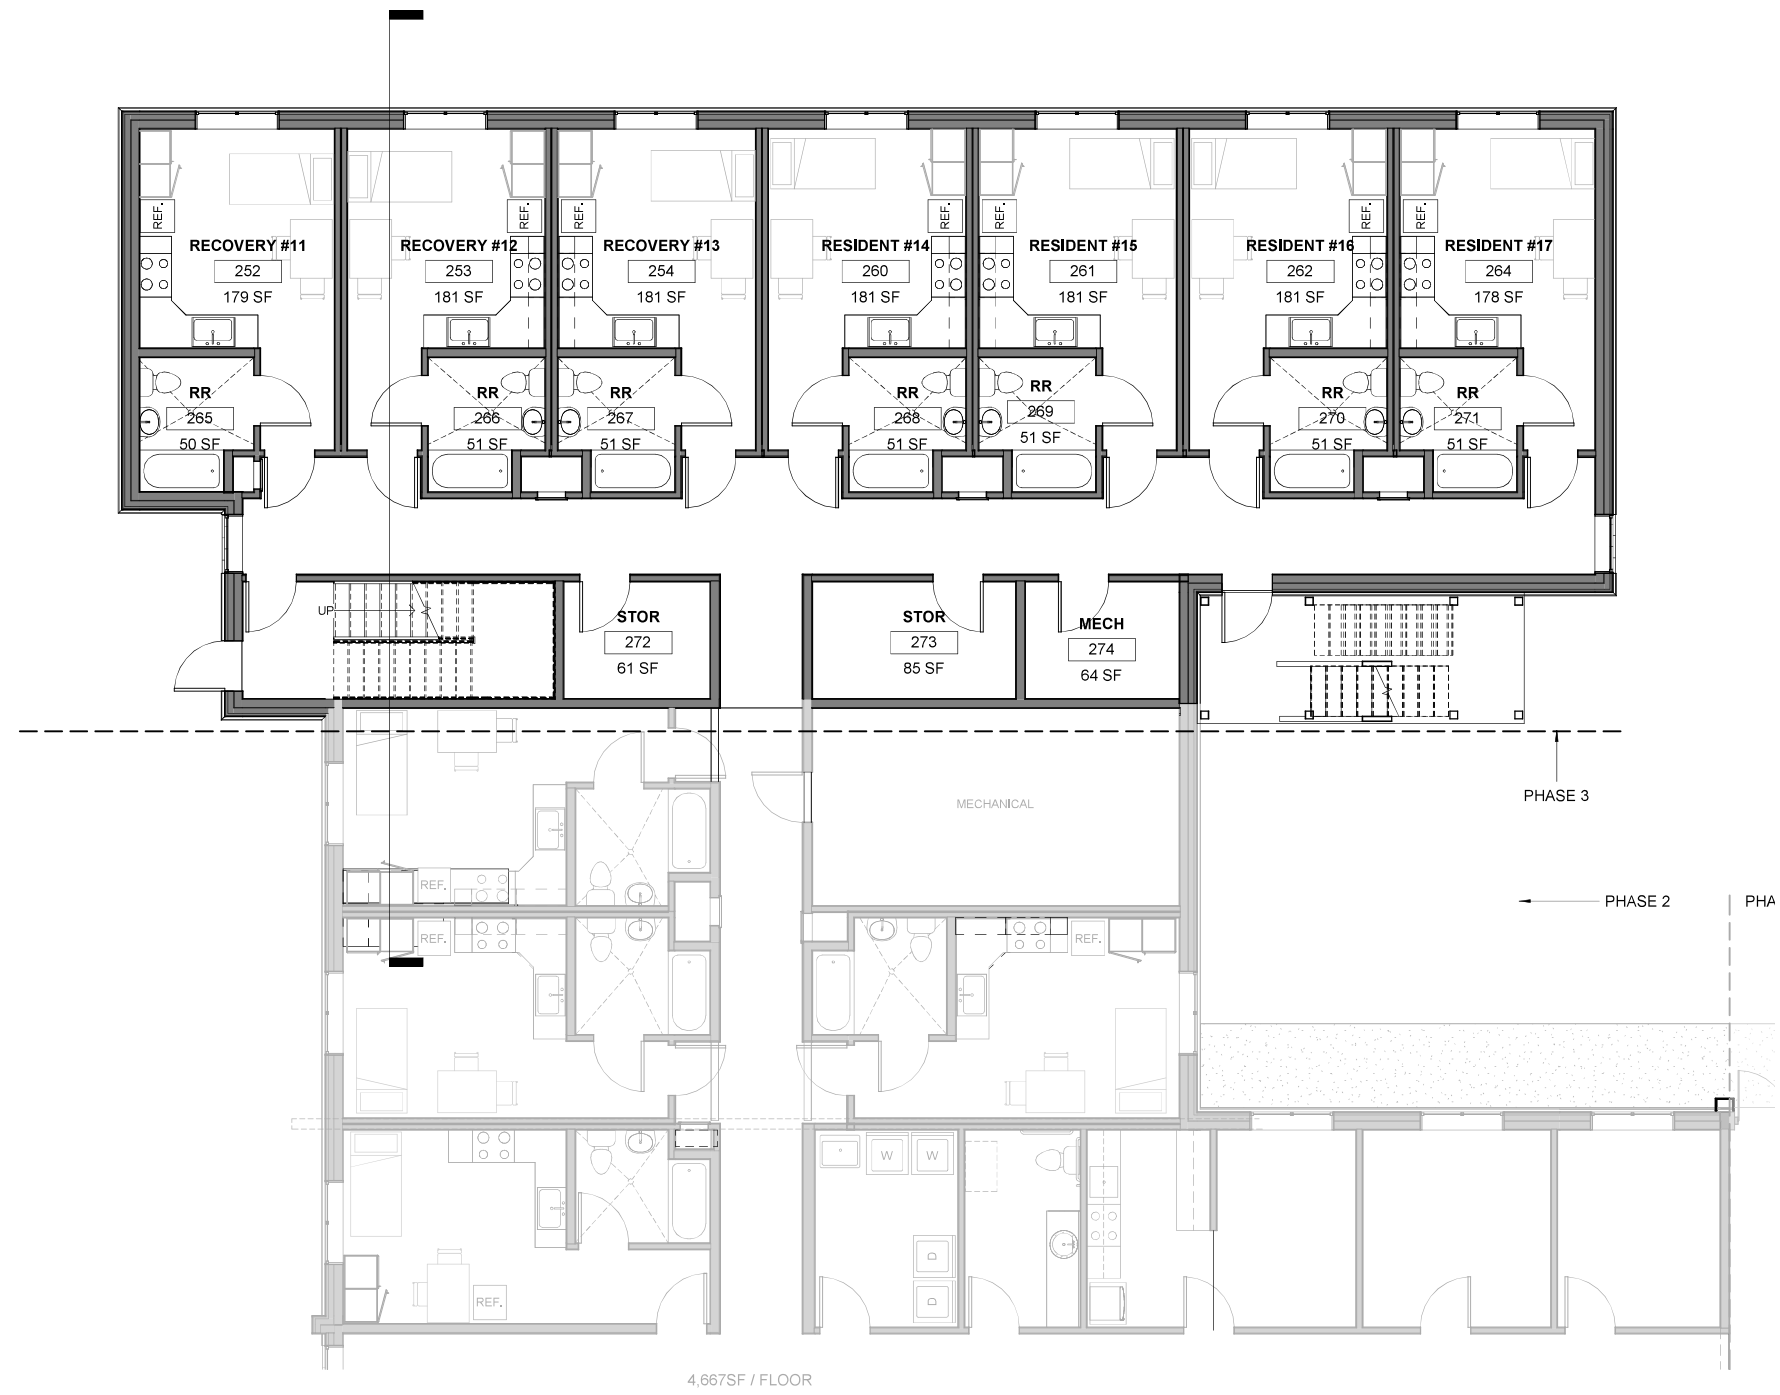 REF.
REF.
REF.
REF.
REF.
REF.
REF.
RECOVERY #11
252
179 SF
RECOVERY #12
253
181 SF
RECOVERY #13
254
181 SF
RESIDENT #14
260
181 SF
RESIDENT #15
261
181 SF
RESIDENT #16
262
181 SF
RESIDENT #17
264
178 SF
RR
265
50 SF
RR
266
51 SF
RR
267
51 SF
RR
268
51 SF
RR
269
51 SF
RR
270
51 SF
RR
271
51 SF
UP
STOR
272
61 SF
STOR
273
85 SF
MECH
274
64 SF
PHASE 3
MECHANICAL
REF.
PHASE 2
PHA
REF.
REF.
W
W
D
D
REF.
4,667SF / FLOOR